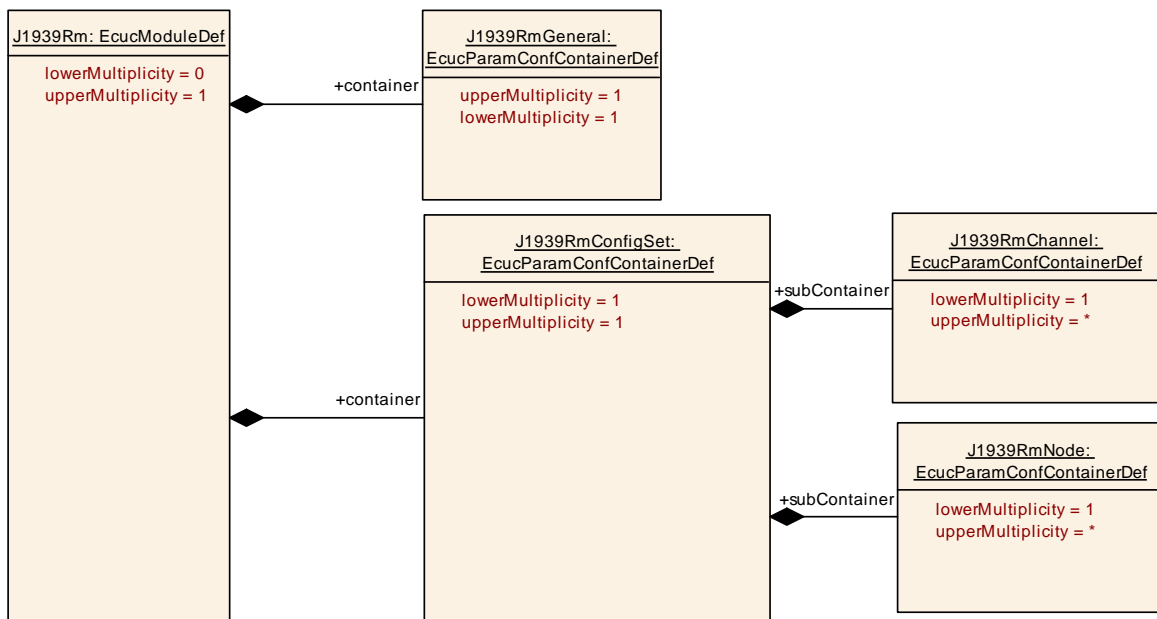 J1939Rm: EcucModuleDef
lowerMultiplicity = 0
upperMultiplicity = 1
+container
J1939RmGeneral:
EcucParamConfContainerDef
upperMultiplicity = 1
lowerMultiplicity = 1
+container
J1939RmConfigSet:
EcucParamConfContainerDef
lowerMultiplicity = 1
upperMultiplicity = 1
+subContainer
J1939RmChannel:
EcucParamConfContainerDef
lowerMultiplicity = 1
upperMultiplicity = *
+subContainer
J1939RmNode:
EcucParamConfContainerDef
lowerMultiplicity = 1
upperMultiplicity = *